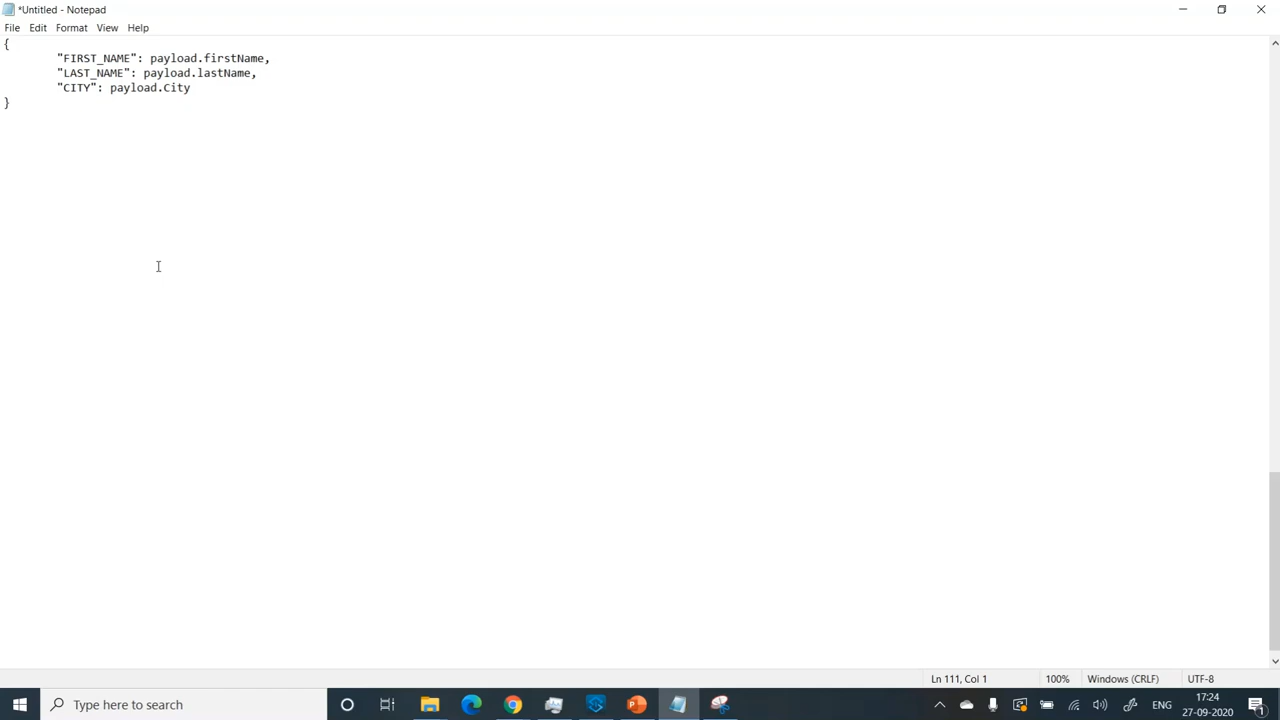 *Untitled - Notepad
File Edit Format View Help
{
"FIRST_NAME": payload.firstName,
"LAST_NAME": payload.lastName,
"CITY": payload.City
}
Ln 111, Col 1 100% Windows (CRLF) UTF-8
Type here to search
ENG
17:24
27-09-2020
1